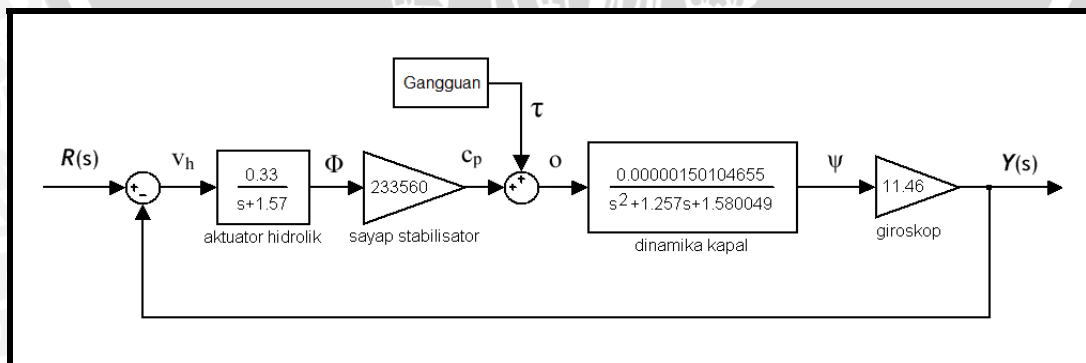 Gangguan
τ
R(s)
+
-
v_h
0.33
s+1.57
aktuator hidrolik
Φ
233560
sayap stabilisator
c_p
+
+
o
0.00000150104655
s²+1.257s+1.580049
dinamika kapal
ψ
11.46
giroskop
Y(s)